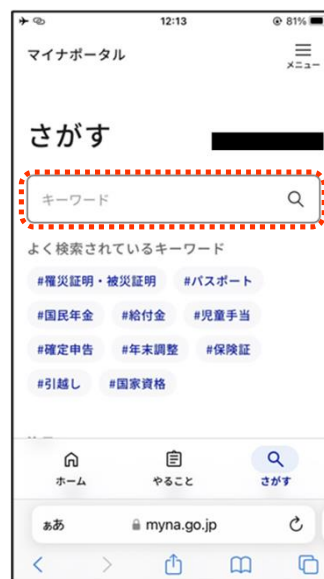 12:13 81%
マイナポータル
メニュー
さがす
キーワード
よく検索されているキーワード
#罹災証明・被災証明 #パスポート
#国民年金 #給付金 #児童手当
#確定申告 #年末調整 #保険証
#引越し #国家資格
ホーム やること さがす
ぁあ myna.go.jp